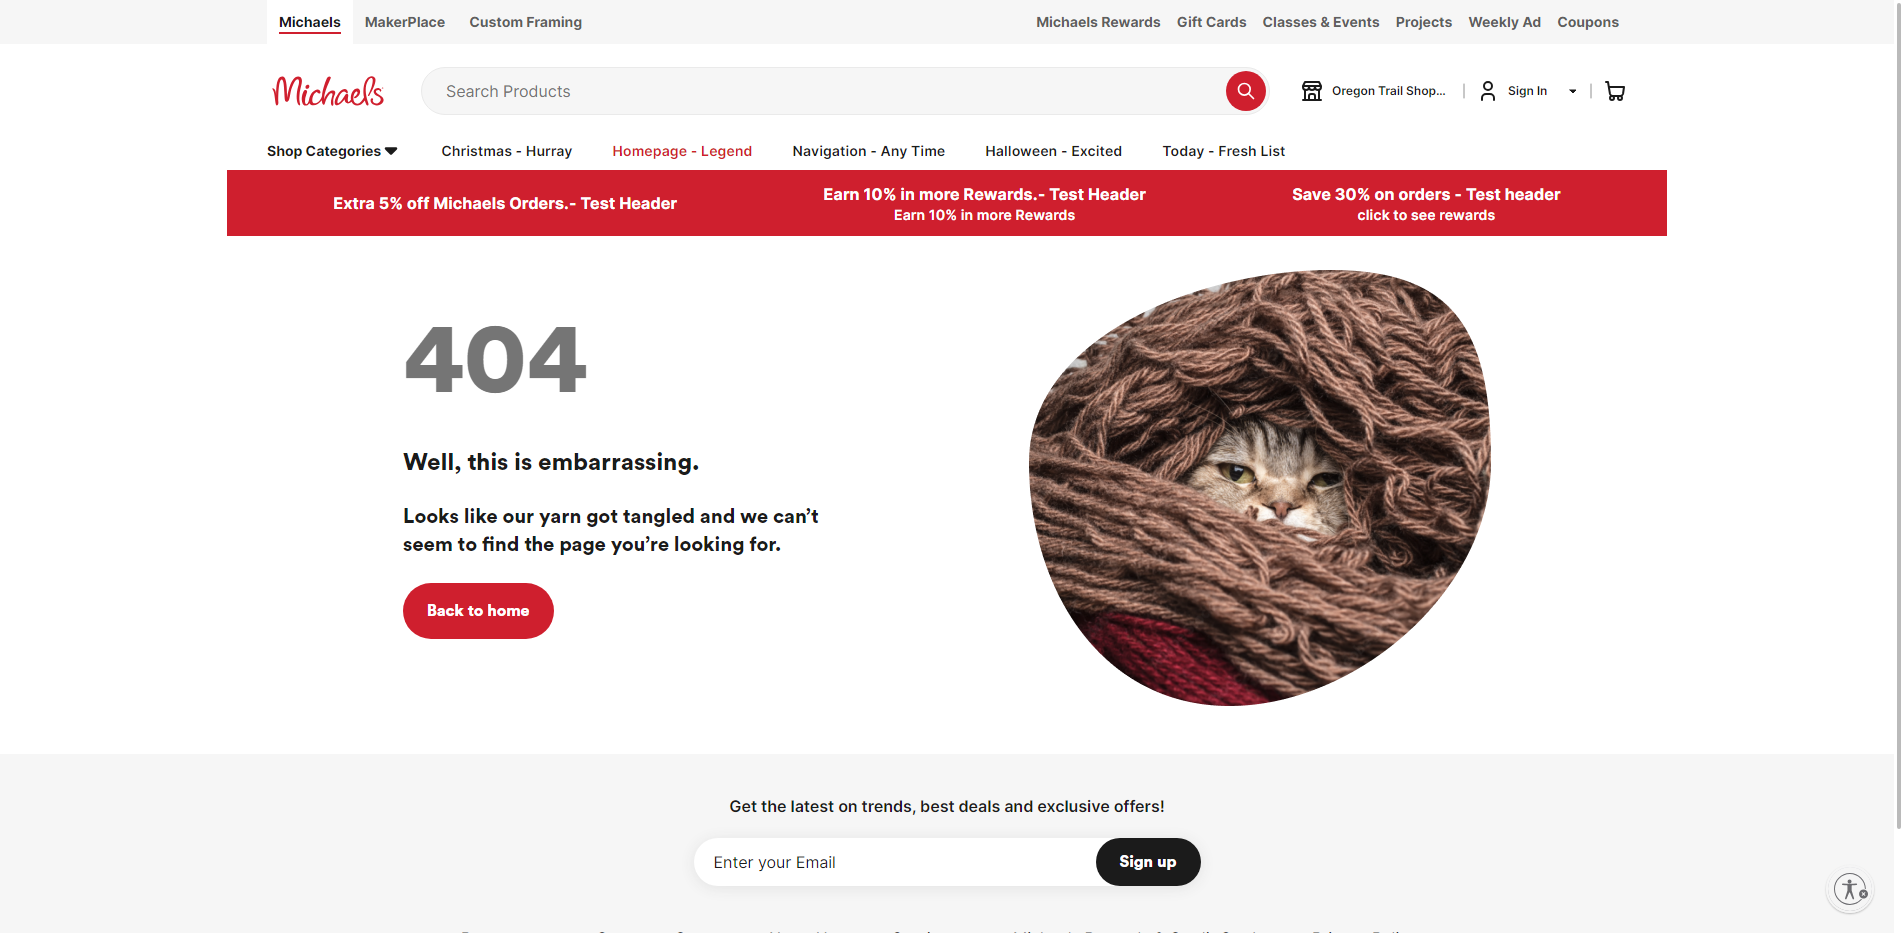 Michaels MakerPlace Custom Framing Michaels Rewards Gift Cards Classes & Events Projects Weekly Ad Coupons
Michaels Search Products Oregon Trail Shop... Sign In
Shop Categories Christmas - Hurray Homepage - Legend Navigation - Any Time Halloween - Excited Today - Fresh List
Extra 5% off Michaels Orders.- Test Header
Earn 10% in more Rewards.- Test Header
Earn 10% in more Rewards
Save 30% on orders - Test header
click to see rewards
404
Well, this is embarrassing.
Looks like our yarn got tangled and we can’t
seem to find the page you’re looking for.
Back to home
Get the latest on trends, best deals and exclusive offers!
Enter your Email Sign up